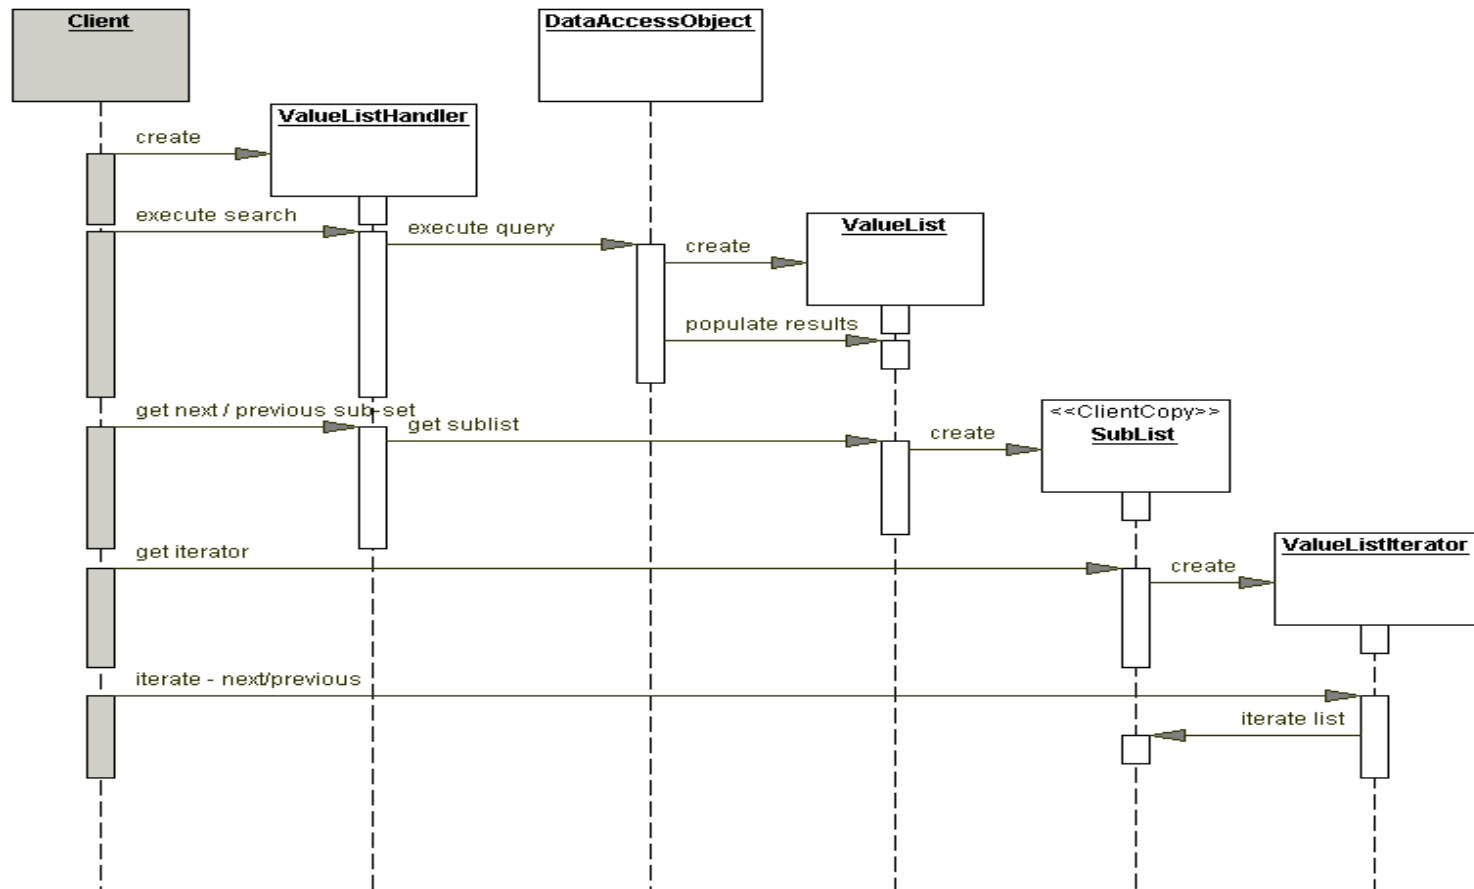 Client
DataAccessObject
ValueListHandler
create
execute search
execute query
ValueList
create
populate results
get next / previous sub-set
get sublist
<<ClientCopy>>
SubList
create
get iterator
ValueListIterator
create
iterate - next/previous
iterate list